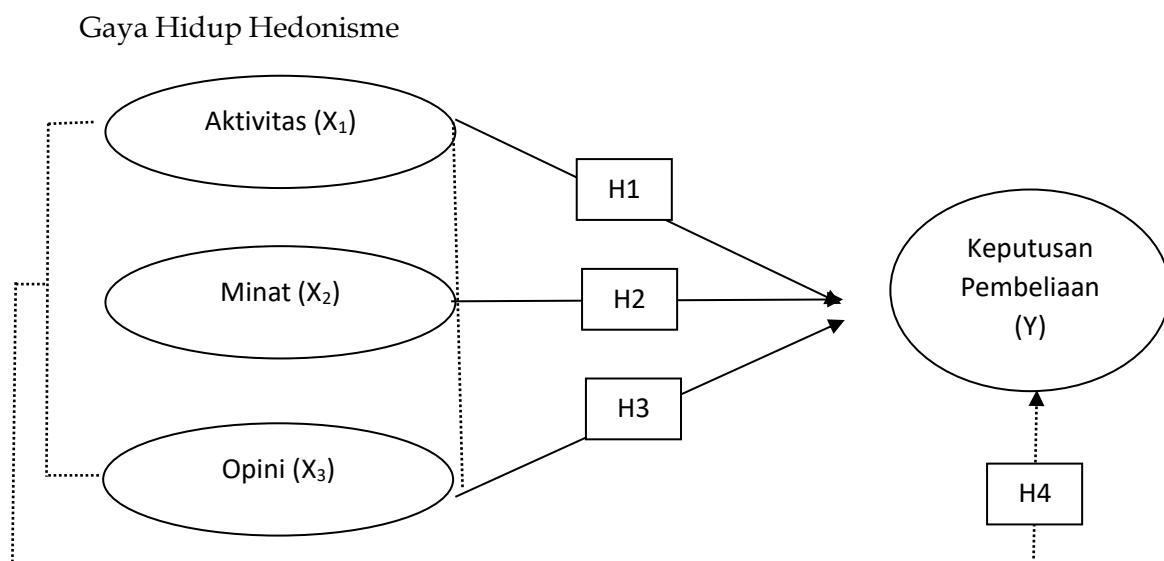 Gaya Hidup Hedonisme
Aktivitas (X₁)
H1
Minat (X₂)
H2
Keputusan
Pembeliaan
(Y)
H3
Opini (X₃)
H4